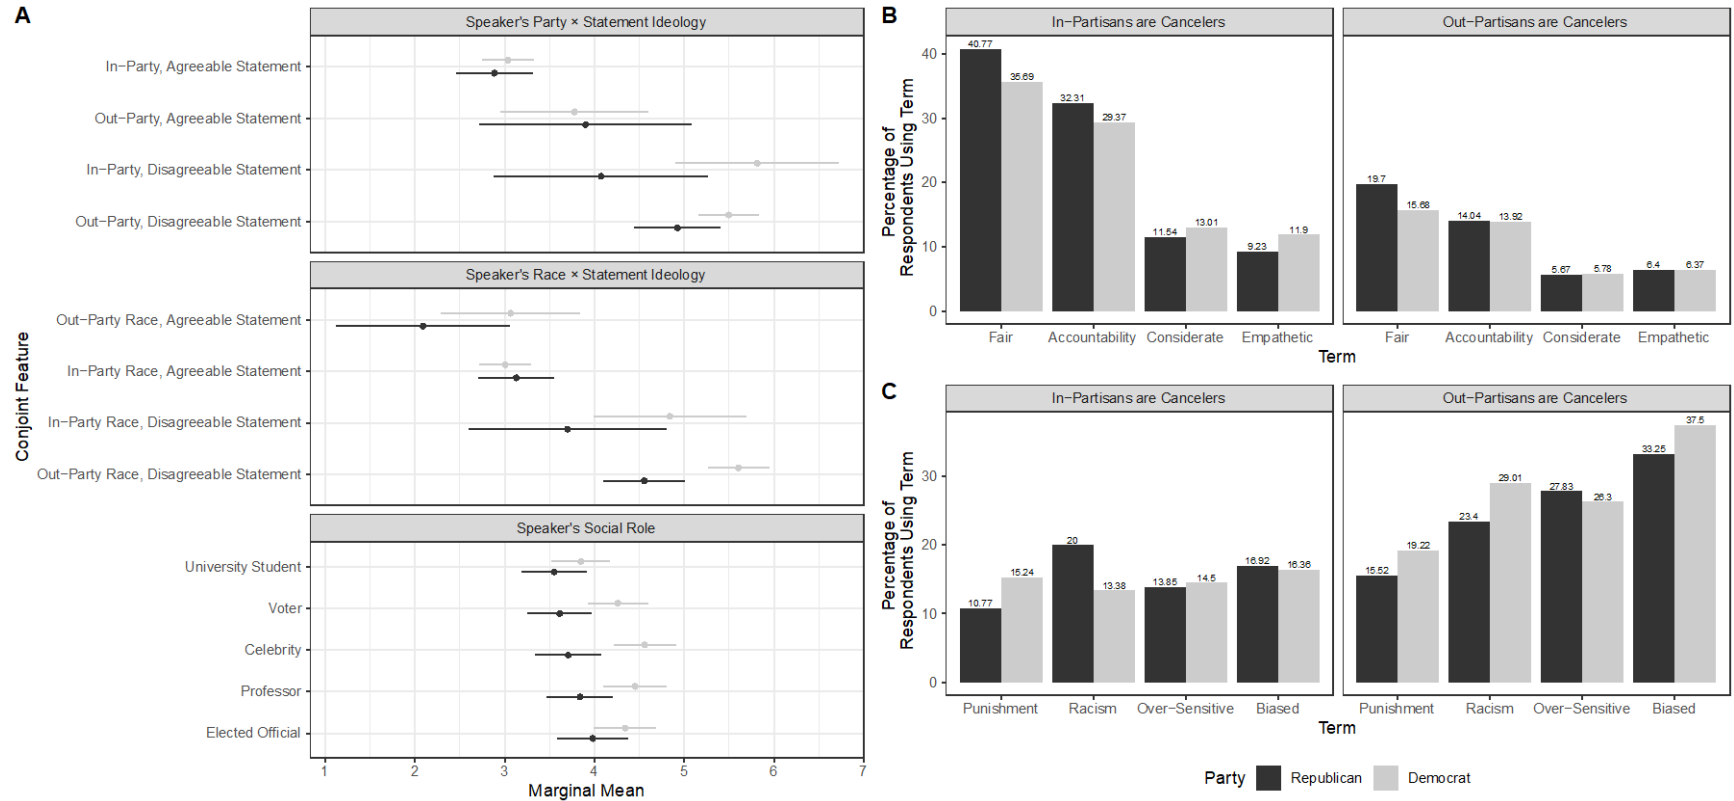 A
Speaker's Party × Statement Ideology
In−Party, Agreeable Statement
Out−Party, Agreeable Statement
In−Party, Disagreeable Statement
Out−Party, Disagreeable Statement
Speaker's Race × Statement Ideology
Out−Party Race, Agreeable Statement
In−Party Race, Agreeable Statement
In−Party Race, Disagreeable Statement
Out−Party Race, Disagreeable Statement
Speaker's Social Role
University Student
Voter
Celebrity
Professor
Elected Official
1 2 3 4 5 6 7
Marginal Mean
Conjoint Feature
B
In−Partisans are Cancelers
Out−Partisans are Cancelers
Percentage of
Respondents Using Term
40
30
20
10
0
40.77 35.69 32.31 29.37 11.54 13.01 9.23 11.9
19.7 15.68 14.04 13.92 5.67 5.78 6.4 6.37
Fair Accountability Considerate Empathetic
Fair Accountability Considerate Empathetic
Term
C
In−Partisans are Cancelers
Out−Partisans are Cancelers
Percentage of
Respondents Using Term
30
20
10
0
10.77 15.24 20 13.38 13.85 14.5 16.92 16.36
15.52 19.22 23.4 29.01 27.83 26.3 33.25 37.5
Punishment Racism Over−Sensitive Biased
Punishment Racism Over−Sensitive Biased
Term
Party Republican Democrat